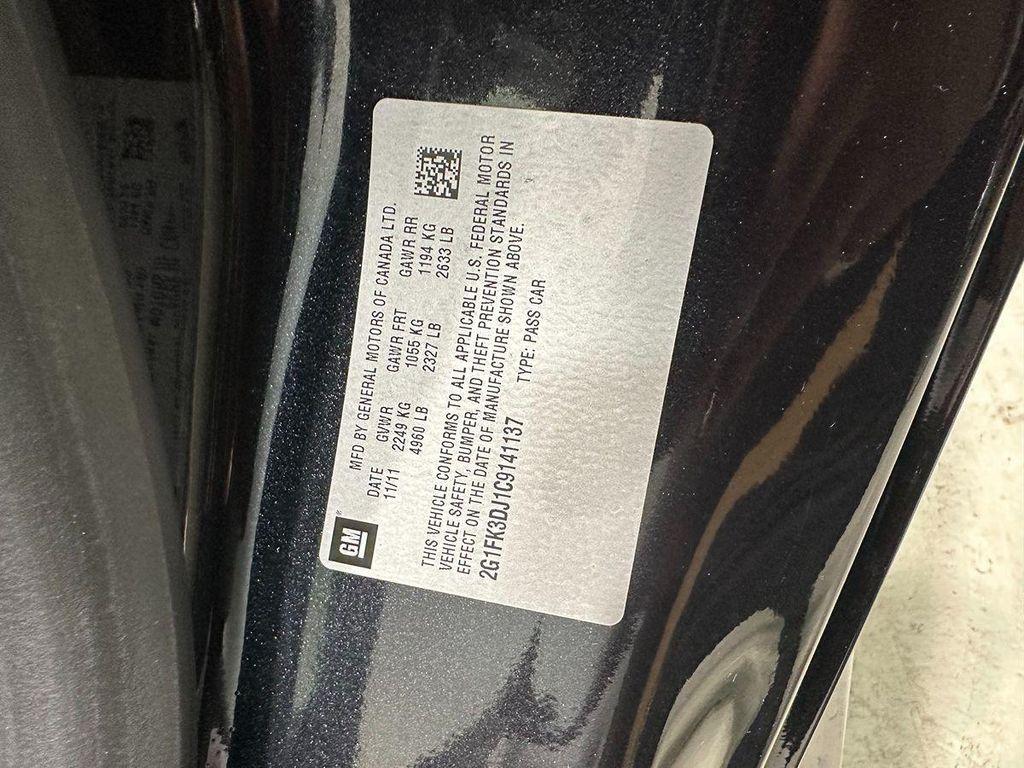 GM
MFD BY GENERAL MOTORS OF CANADA LTD.
DATE GVWR GAWR FRT GAWR RR
11/11 2249 KG 1055 KG 1194 KG
4960 LB 2327 LB 2633 LB
THIS VEHICLE CONFORMS TO ALL APPLICABLE U.S. FEDERAL MOTOR
VEHICLE SAFETY, BUMPER, AND THEFT PREVENTION STANDARDS IN
EFFECT ON THE DATE OF MANUFACTURE SHOWN ABOVE.
2G1FK3DJ1C9141137 TYPE: PASS CAR